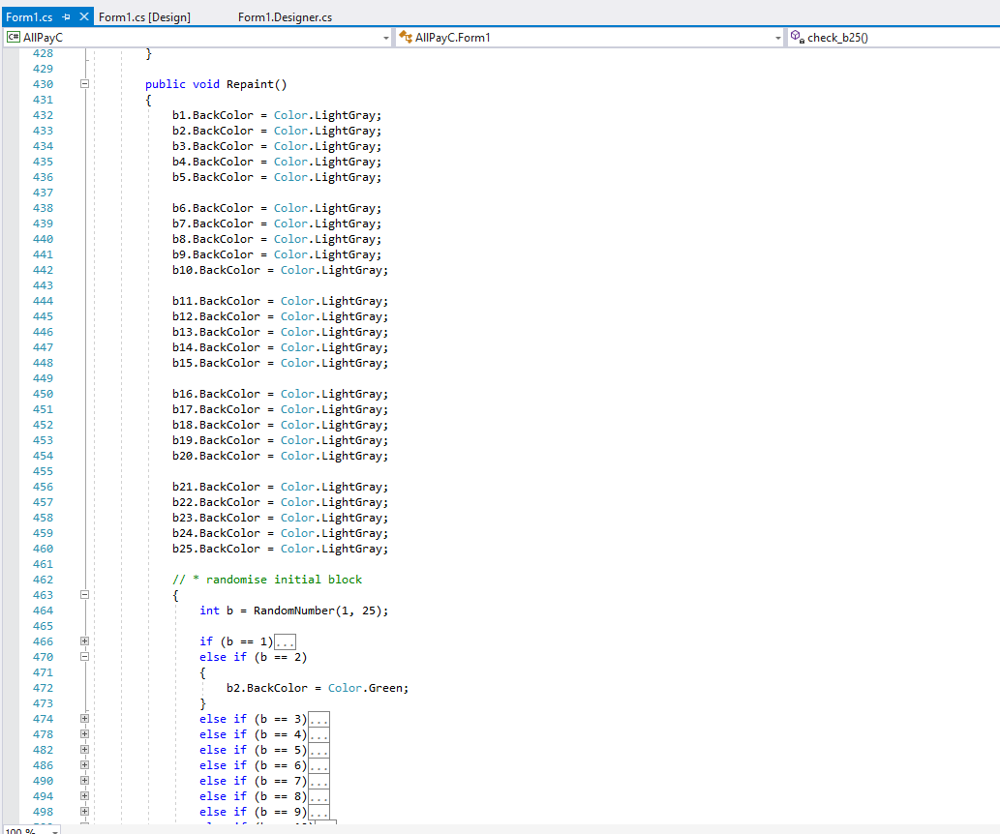 Form1.cs Form1.cs [Design] Form1.Designer.cs
C# AllPayC AllPayC.Form1 check_b25()
428 }
429
430 public void Repaint()
431 {
432 b1.BackColor = Color.LightGray;
433 b2.BackColor = Color.LightGray;
434 b3.BackColor = Color.LightGray;
435 b4.BackColor = Color.LightGray;
436 b5.BackColor = Color.LightGray;
437
438 b6.BackColor = Color.LightGray;
439 b7.BackColor = Color.LightGray;
440 b8.BackColor = Color.LightGray;
441 b9.BackColor = Color.LightGray;
442 b10.BackColor = Color.LightGray;
443
444 b11.BackColor = Color.LightGray;
445 b12.BackColor = Color.LightGray;
446 b13.BackColor = Color.LightGray;
447 b14.BackColor = Color.LightGray;
448 b15.BackColor = Color.LightGray;
449
450 b16.BackColor = Color.LightGray;
451 b17.BackColor = Color.LightGray;
452 b18.BackColor = Color.LightGray;
453 b19.BackColor = Color.LightGray;
454 b20.BackColor = Color.LightGray;
455
456 b21.BackColor = Color.LightGray;
457 b22.BackColor = Color.LightGray;
458 b23.BackColor = Color.LightGray;
459 b24.BackColor = Color.LightGray;
460 b25.BackColor = Color.LightGray;
461
462 // * randomise initial block
463 {
464 int b = RandomNumber(1, 25);
465
466 if (b == 1)...
470 else if (b == 2)
471 {
472 b2.BackColor = Color.Green;
473 }
474 else if (b == 3)...
478 else if (b == 4)...
482 else if (b == 5)...
486 else if (b == 6)...
490 else if (b == 7)...
494 else if (b == 8)...
498 else if (b == 9)...
100 %